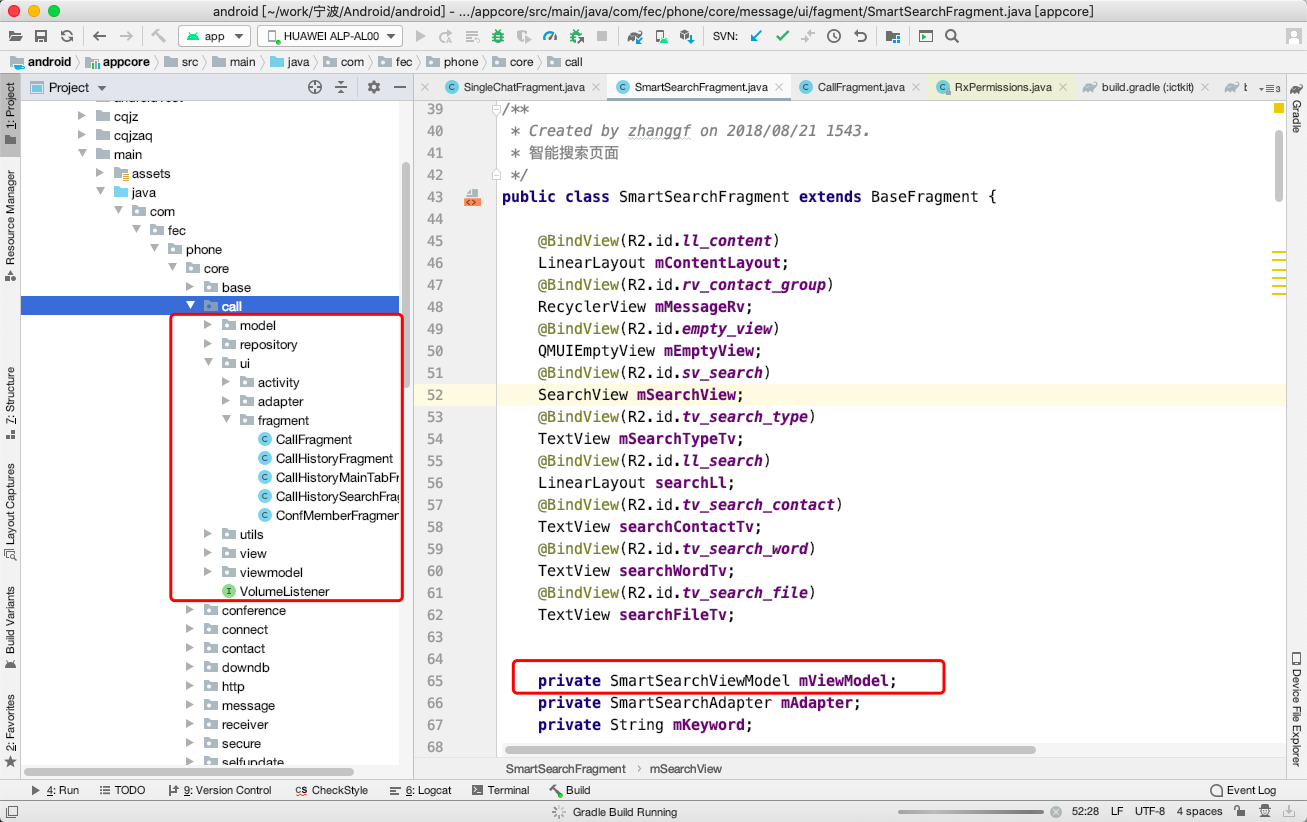 android [~/work/宁波/Android/android] - .../appcore/src/main/java/com/fec/phone/core/message/ui/fagment/SmartSearchFragment.java [appcore]
app HUAWEI ALP-AL00 SVN:
android appcore src main java com fec phone core call
Project
SingleChatFragment.java SmartSearchFragment.java CallFragment.java RxPermissions.java build.gradle (:ictkit)
1: Project
Resource Manager
Z: Structure
Layout Captures
Build Variants
2: Favorites
androidTest
cqjz
cqjzaq
main
assets
java
com
fec
phone
core
base
call
model
repository
ui
activity
adapter
fragment
CallFragment
CallHistoryFragment
CallHistoryMainTabFr
CallHistorySearchFrag
ConfMemberFragmen
utils
view
viewmodel
VolumeListener
conference
connect
contact
downdb
http
message
receiver
secure
selfupdate
39 /**
40 * Created by zhanggf on 2018/08/21 1543.
41 * 智能搜索页面
42 */
43 public class SmartSearchFragment extends BaseFragment {
44
45 @BindView(R2.id.ll_content)
46 LinearLayout mContentLayout;
47 @BindView(R2.id.rv_contact_group)
48 RecyclerView mMessageRv;
49 @BindView(R2.id.empty_view)
50 QMUIEmptyView mEmptyView;
51 @BindView(R2.id.sv_search)
52 SearchView mSearchView;
53 @BindView(R2.id.tv_search_type)
54 TextView mSearchTypeTv;
55 @BindView(R2.id.ll_search)
56 LinearLayout searchLl;
57 @BindView(R2.id.tv_search_contact)
58 TextView searchContactTv;
59 @BindView(R2.id.tv_search_word)
60 TextView searchWordTv;
61 @BindView(R2.id.tv_search_file)
62 TextView searchFileTv;
63
64
65 private SmartSearchViewModel mViewModel;
66 private SmartSearchAdapter mAdapter;
67 private String mKeyword;
68
SmartSearchFragment › mSearchView
Gradle
Device File Explorer
4: Run TODO 9: Version Control CheckStyle 6: Logcat Terminal Build Event Log
Gradle Build Running 52:28 LF UTF-8 4 spaces